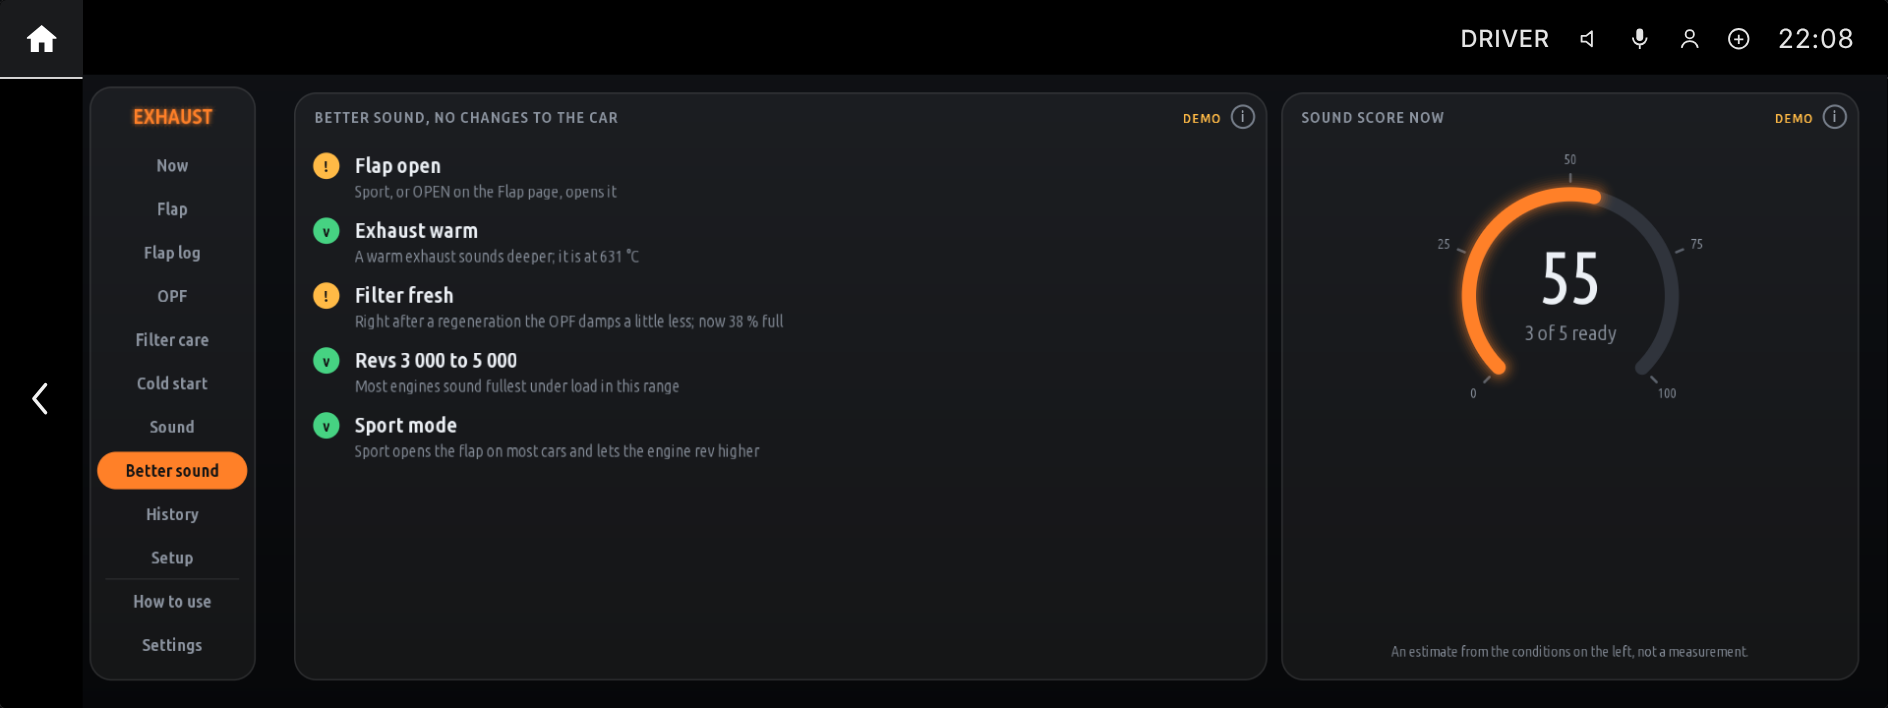 DRIVER 22:08
EXHAUST
Now
Flap
Flap log
OPF
Filter care
Cold start
Sound
Better sound
History
Setup
How to use
Settings
BETTER SOUND, NO CHANGES TO THE CAR
DEMO i
! Flap open
Sport, or OPEN on the Flap page, opens it
v Exhaust warm
A warm exhaust sounds deeper; it is at 631 °C
! Filter fresh
Right after a regeneration the OPF damps a little less; now 38 % full
v Revs 3 000 to 5 000
Most engines sound fullest under load in this range
v Sport mode
Sport opens the flap on most cars and lets the engine rev higher
SOUND SCORE NOW
DEMO i
50
25 75
55
3 of 5 ready
0 100
An estimate from the conditions on the left, not a measurement.